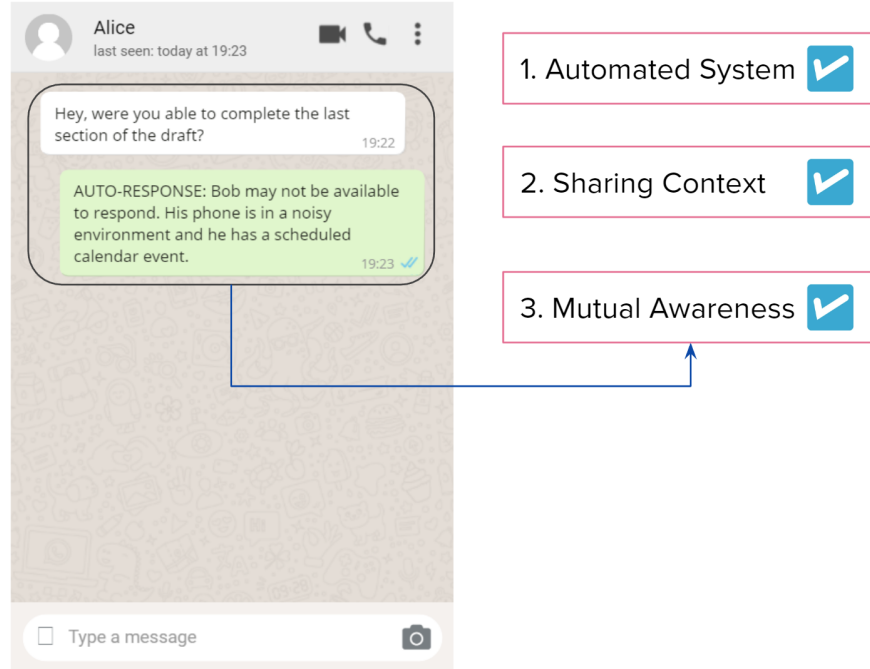 Alice
last seen: today at 19:23
Hey, were you able to complete the last
section of the draft?
19:22
AUTO-RESPONSE: Bob may not be available
to respond. His phone is in a noisy
environment and he has a scheduled
calendar event.
19:23
Type a message
1. Automated System
2. Sharing Context
3. Mutual Awareness